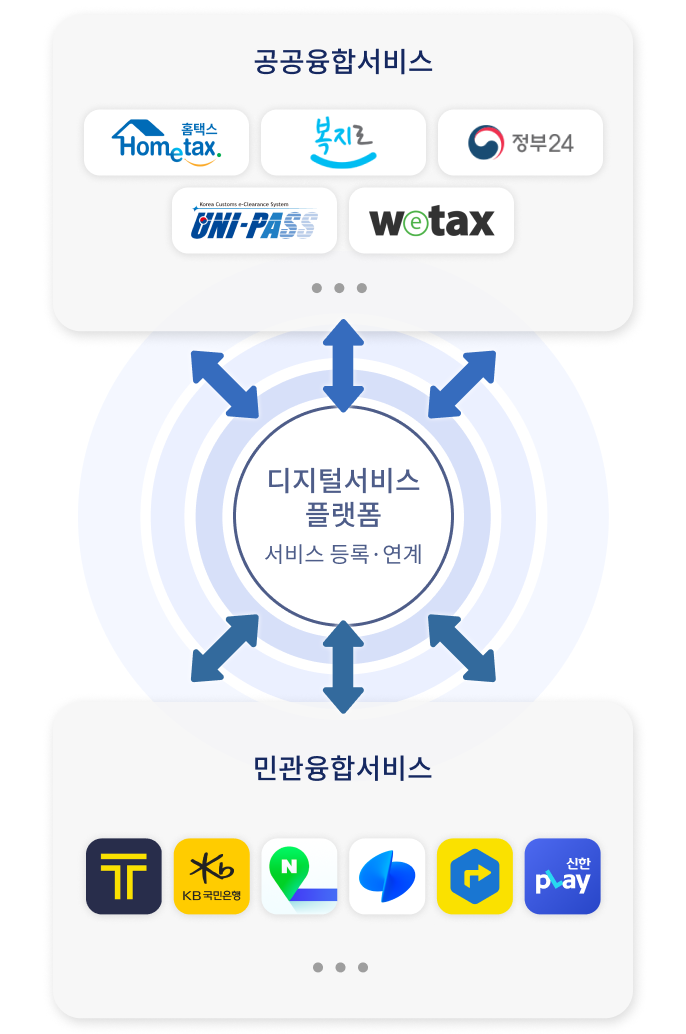 공공융합서비스
홈택스
Hometax.
복지로
정부24
Korea Customs e-Clearance System
UNI-PASS
wetax
디지털서비스
플랫폼
서비스 등록·연계
민관융합서비스
T
KB 국민은행
N
신한
pLay